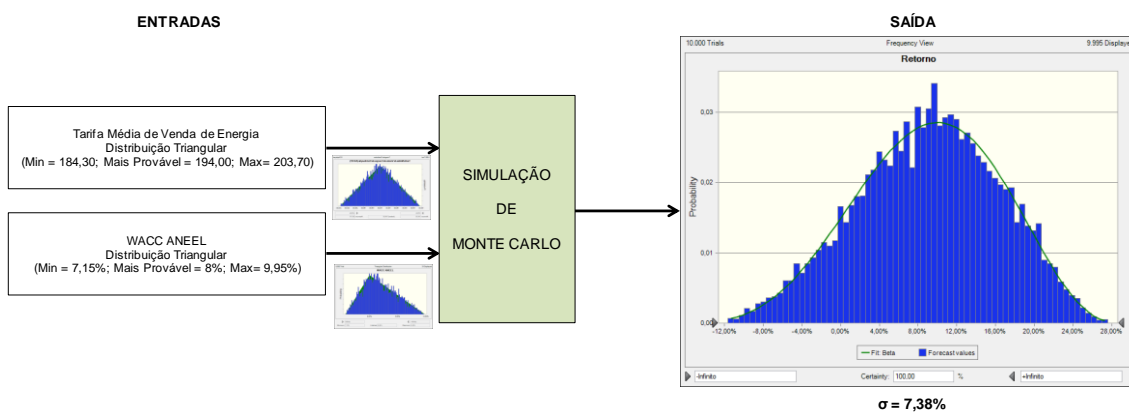 ENTRADAS
SAÍDA
Tarifa Média de Venda de Energia
Distribuição Triangular
(Min = 184,30; Mais Provável = 194,00; Max= 203,70)
WACC ANEEL
Distribuição Triangular
(Min = 7,15%; Mais Provável = 8%; Max= 9,95%)
SIMULAÇÃO
DE
MONTE CARLO
10.000 Trials
Frequency View
9.995 Displaye
Retorno
Probability
0,03
0,02
0,01
0,00
-12,00%
-8,00%
-4,00%
0,00%
4,00%
8,00%
12,00%
16,00%
20,00%
24,00%
28,00%
Fit: Beta
Forecast values
-Infinito
Certainty:
100,00
%
+Infinito
σ = 7,38%